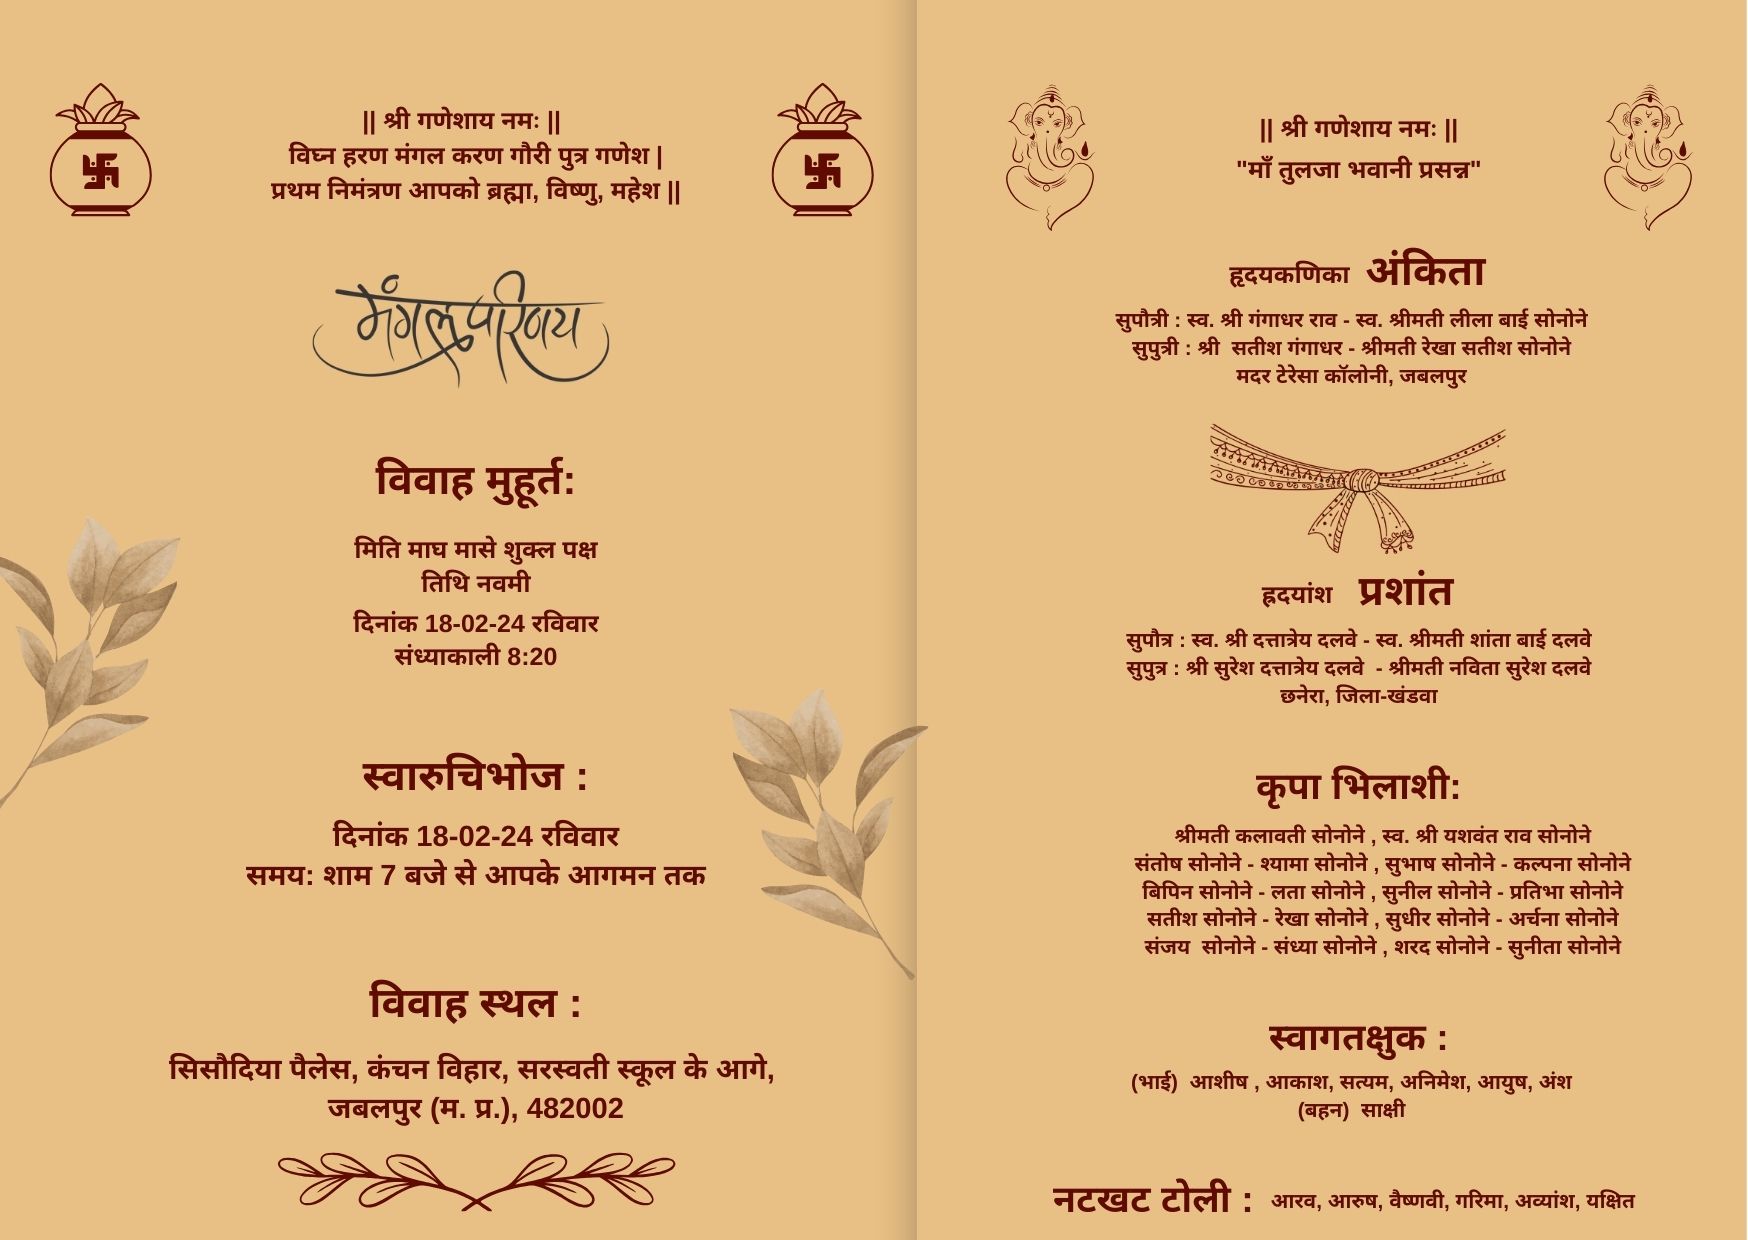 || श्री गणेशाय नमः ||
विघ्न हरण मंगल करण गौरी पुत्र गणेश |
प्रथम निमंत्रण आपको ब्रह्मा, विष्णु, महेश ||
मंगल परिणय
विवाह मुहूर्त:
मिति माघ मासे शुक्ल पक्ष
तिथि नवमी
दिनांक 18-02-24 रविवार
संध्याकाली 8:20
स्वारुचिभोज :
दिनांक 18-02-24 रविवार
समय: शाम 7 बजे से आपके आगमन तक
विवाह स्थल :
सिसौदिया पैलेस, कंचन विहार, सरस्वती स्कूल के आगे,
जबलपुर (म. प्र.), 482002
|| श्री गणेशाय नमः ||
"माँ तुलजा भवानी प्रसन्न"
हृदयकणिका अंकिता
सुपौत्री : स्व. श्री गंगाधर राव - स्व. श्रीमती लीला बाई सोनोने
सुपुत्री : श्री सतीश गंगाधर - श्रीमती रेखा सतीश सोनोने
मदर टेरेसा कॉलोनी, जबलपुर
ह्रदयांश प्रशांत
सुपौत्र : स्व. श्री दत्तात्रेय दलवे - स्व. श्रीमती शांता बाई दलवे
सुपुत्र : श्री सुरेश दत्तात्रेय दलवे - श्रीमती नविता सुरेश दलवे
छनेरा, जिला-खंडवा
कृपा भिलाशी:
श्रीमती कलावती सोनोने , स्व. श्री यशवंत राव सोनोने
संतोष सोनोने - श्यामा सोनोने , सुभाष सोनोने - कल्पना सोनोने
बिपिन सोनोने - लता सोनोने , सुनील सोनोने - प्रतिभा सोनोने
सतीश सोनोने - रेखा सोनोने , सुधीर सोनोने - अर्चना सोनोने
संजय सोनोने - संध्या सोनोने , शरद सोनोने - सुनीता सोनोने
स्वागतक्षुक :
(भाई) आशीष , आकाश, सत्यम, अनिमेश, आयुष, अंश
(बहन) साक्षी
नटखट टोली : आरव, आरुष, वैष्णवी, गरिमा, अव्यांश, यक्षित